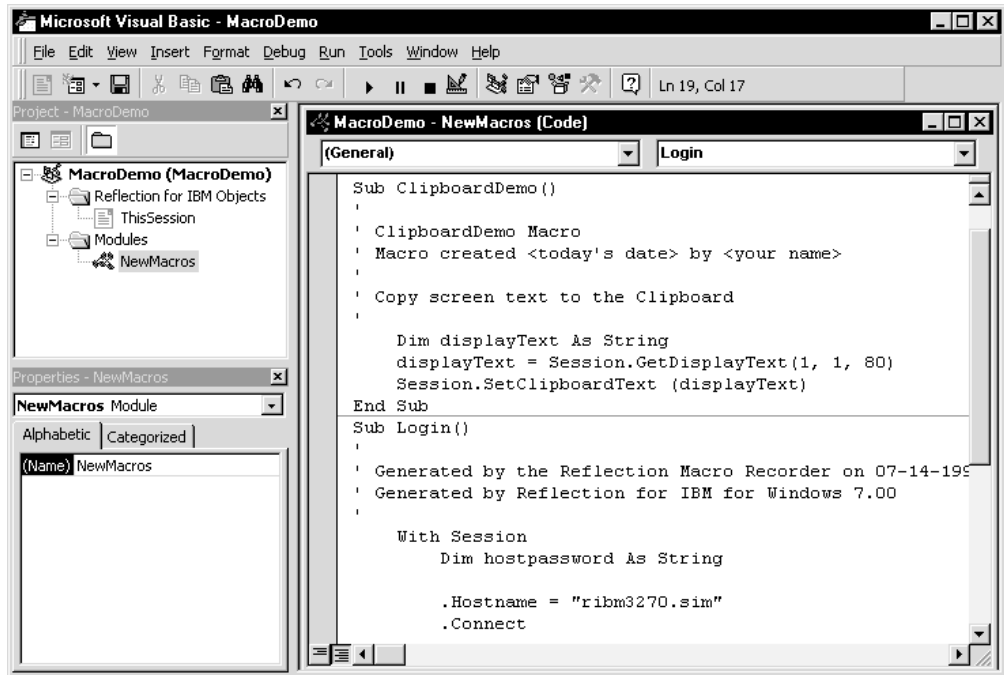 Microsoft Visual Basic - MacroDemo
File Edit View Insert Format Debug Run Tools Window Help
Ln 19, Col 17
Project - MacroDemo
MacroDemo (MacroDemo)
Reflection for IBM Objects
ThisSession
Modules
NewMacros
Properties - NewMacros
NewMacros Module
Alphabetic Categorized
(Name) NewMacros
MacroDemo - NewMacros (Code)
(General) Login
Sub ClipboardDemo()
'
' ClipboardDemo Macro
' Macro created <today's date> by <your name>
'
' Copy screen text to the Clipboard
'
Dim displayText As String
displayText = Session.GetDisplayText(1, 1, 80)
Session.SetClipboardText (displayText)
End Sub
Sub Login()
'
' Generated by the Reflection Macro Recorder on 07-14-199
' Generated by Reflection for IBM for Windows 7.00
'
With Session
Dim hostpassword As String
.Hostname = "ribm3270.sim"
.Connect